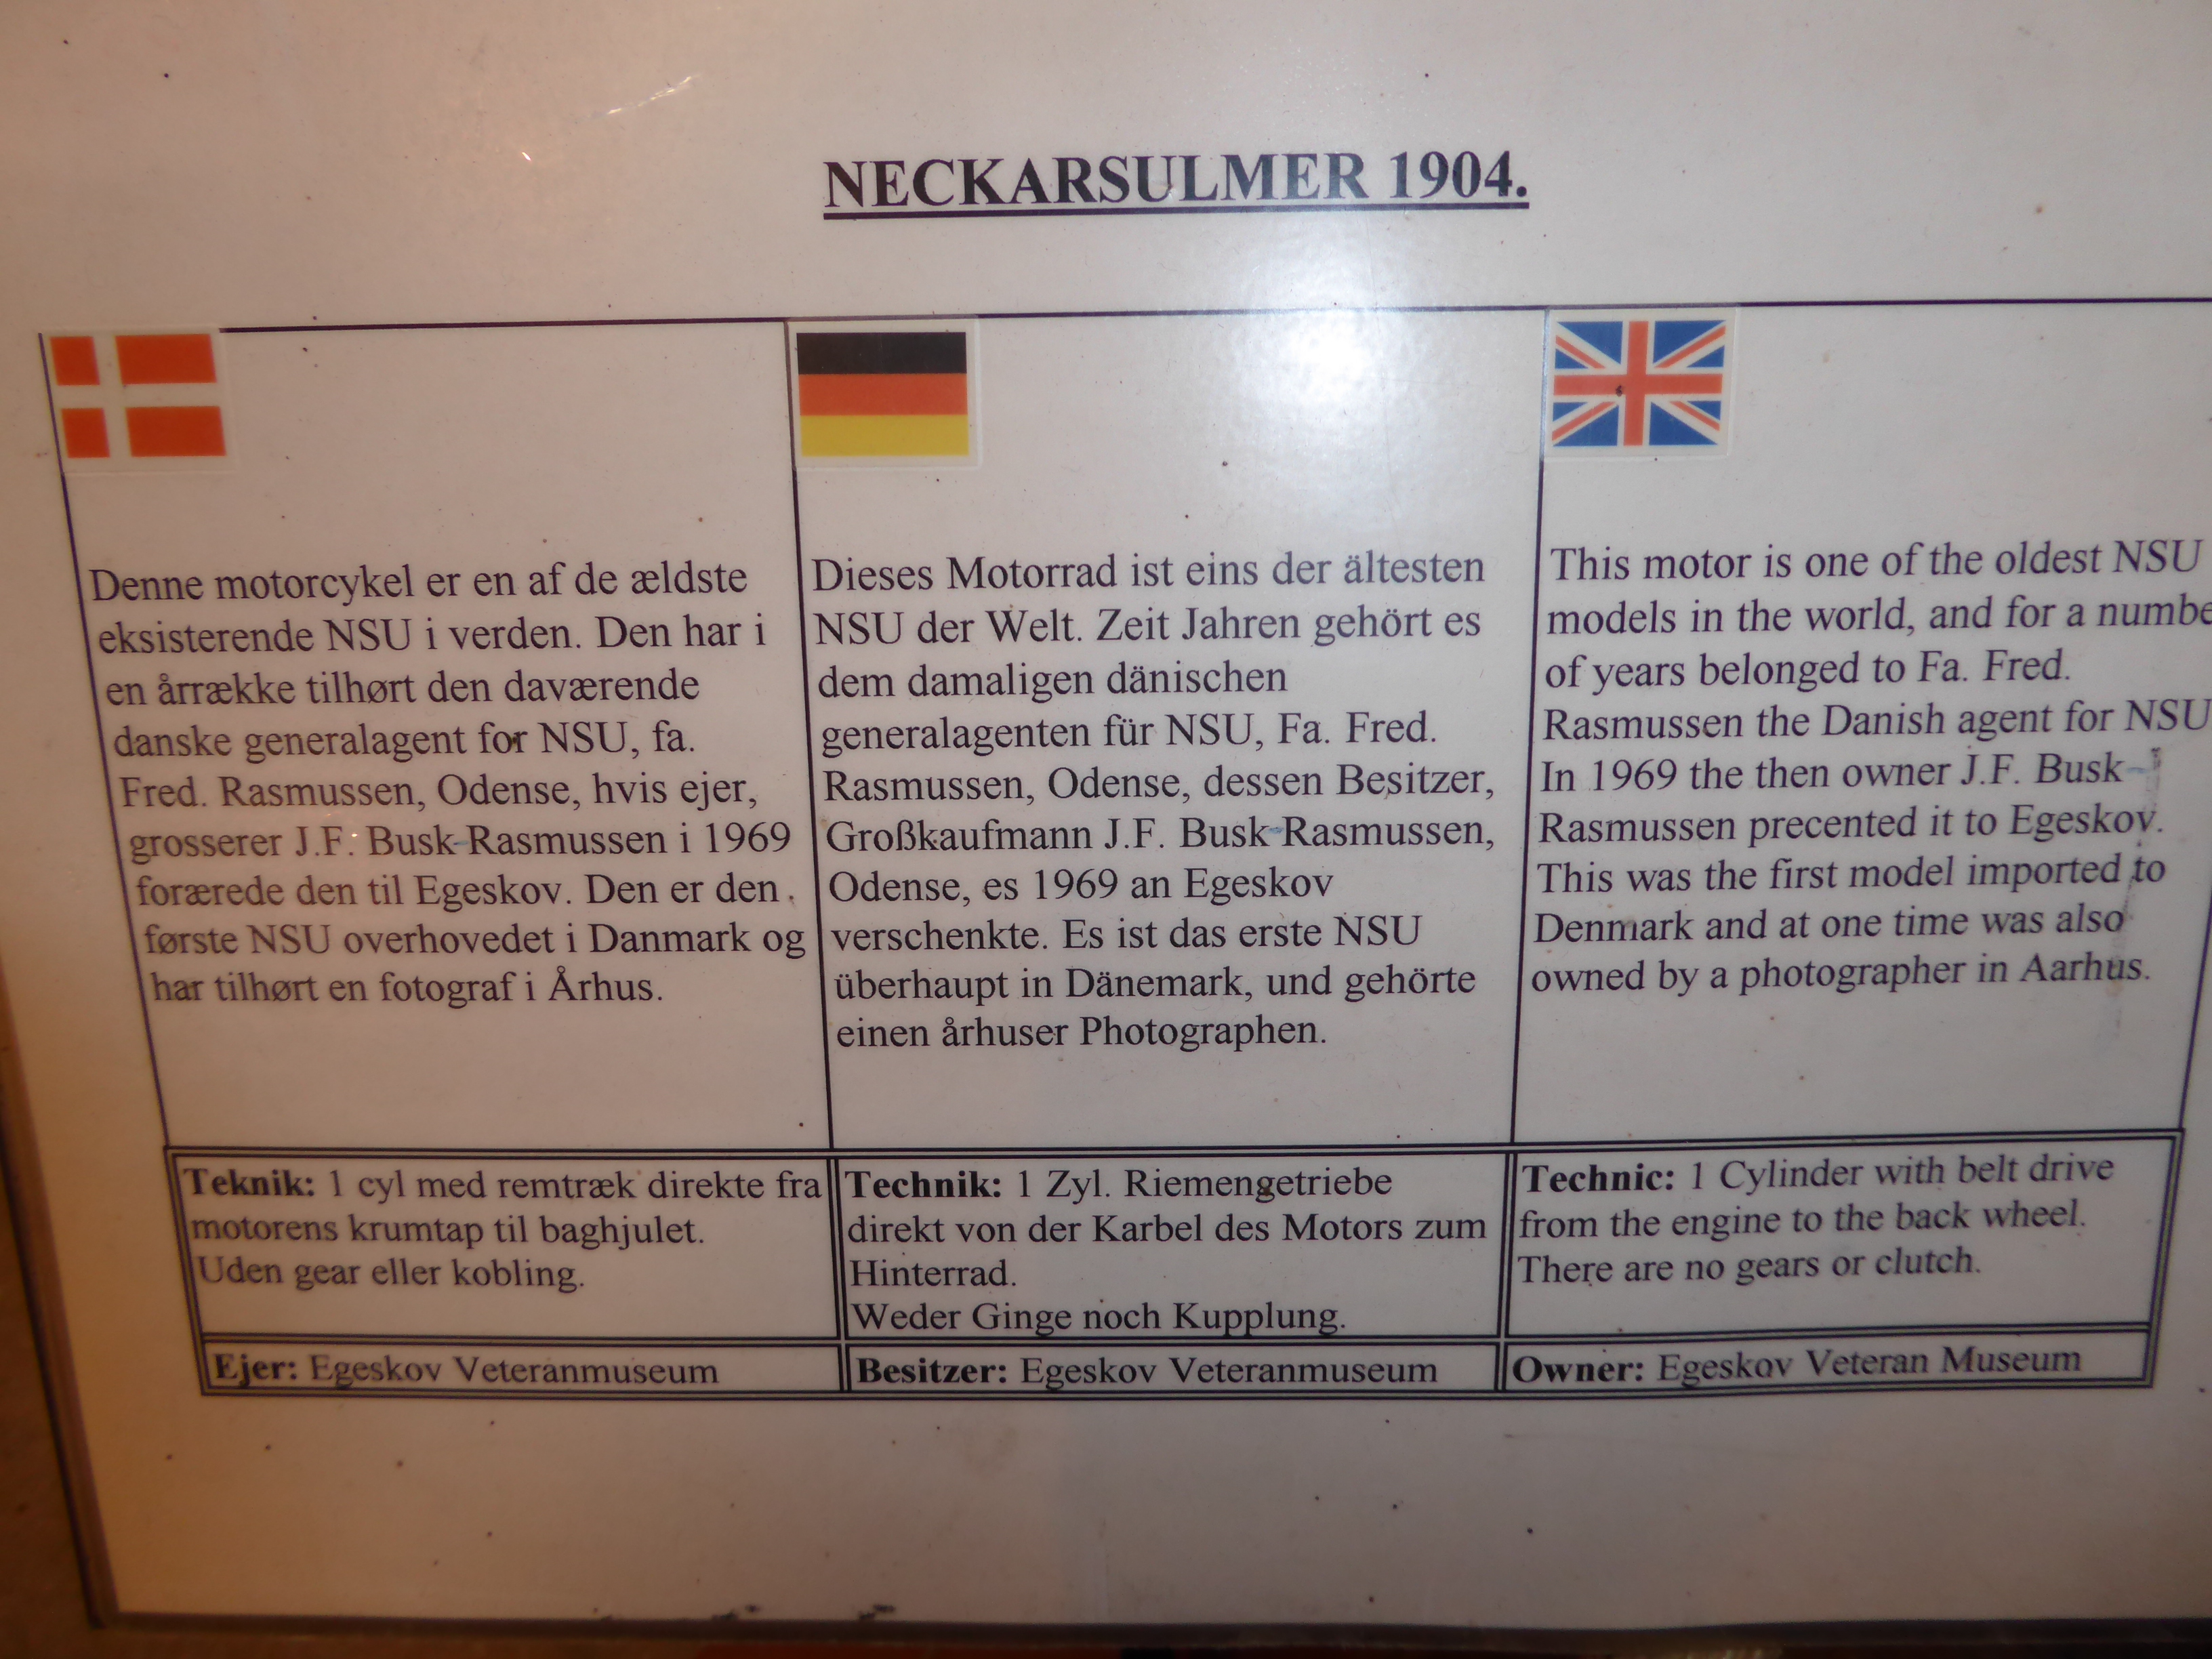 NECKARSULMER 1904.
Denne motorcykel er en af de ældste
eksisterende NSU i verden. Den har i
en årrække tilhørt den daværende
danske generalagent for NSU, fa.
Fred. Rasmussen, Odense, hvis ejer,
grosserer J.F. Busk-Rasmussen i 1969
forærede den til Egeskov. Den er den
første NSU overhovedet i Danmark og
har tilhørt en fotograf i Århus.
Dieses Motorrad ist eins der ältesten
NSU der Welt. Zeit Jahren gehört es
dem damaligen dänischen
generalagenten für NSU, Fa. Fred.
Rasmussen, Odense, dessen Besitzer,
Großkaufmann J.F. Busk-Rasmussen,
Odense, es 1969 an Egeskov
verschenkte. Es ist das erste NSU
überhaupt in Dänemark, und gehörte
einen århuser Photographen.
This motor is one of the oldest NSU
models in the world, and for a numbe
of years belonged to Fa. Fred.
Rasmussen the Danish agent for NSU
In 1969 the then owner J.F. Busk-
Rasmussen precented it to Egeskov.
This was the first model imported to
Denmark and at one time was also
owned by a photographer in Aarhus.
Teknik: 1 cyl med remtræk direkte fra
motorens krumtap til baghjulet.
Uden gear eller kobling.
Technik: 1 Zyl. Riemengetriebe
direkt von der Karbel des Motors zum
Hinterrad.
Weder Ginge noch Kupplung.
Technic: 1 Cylinder with belt drive
from the engine to the back wheel.
There are no gears or clutch.
Ejer: Egeskov Veteranmuseum
Besitzer: Egeskov Veteranmuseum
Owner: Egeskov Veteran Museum